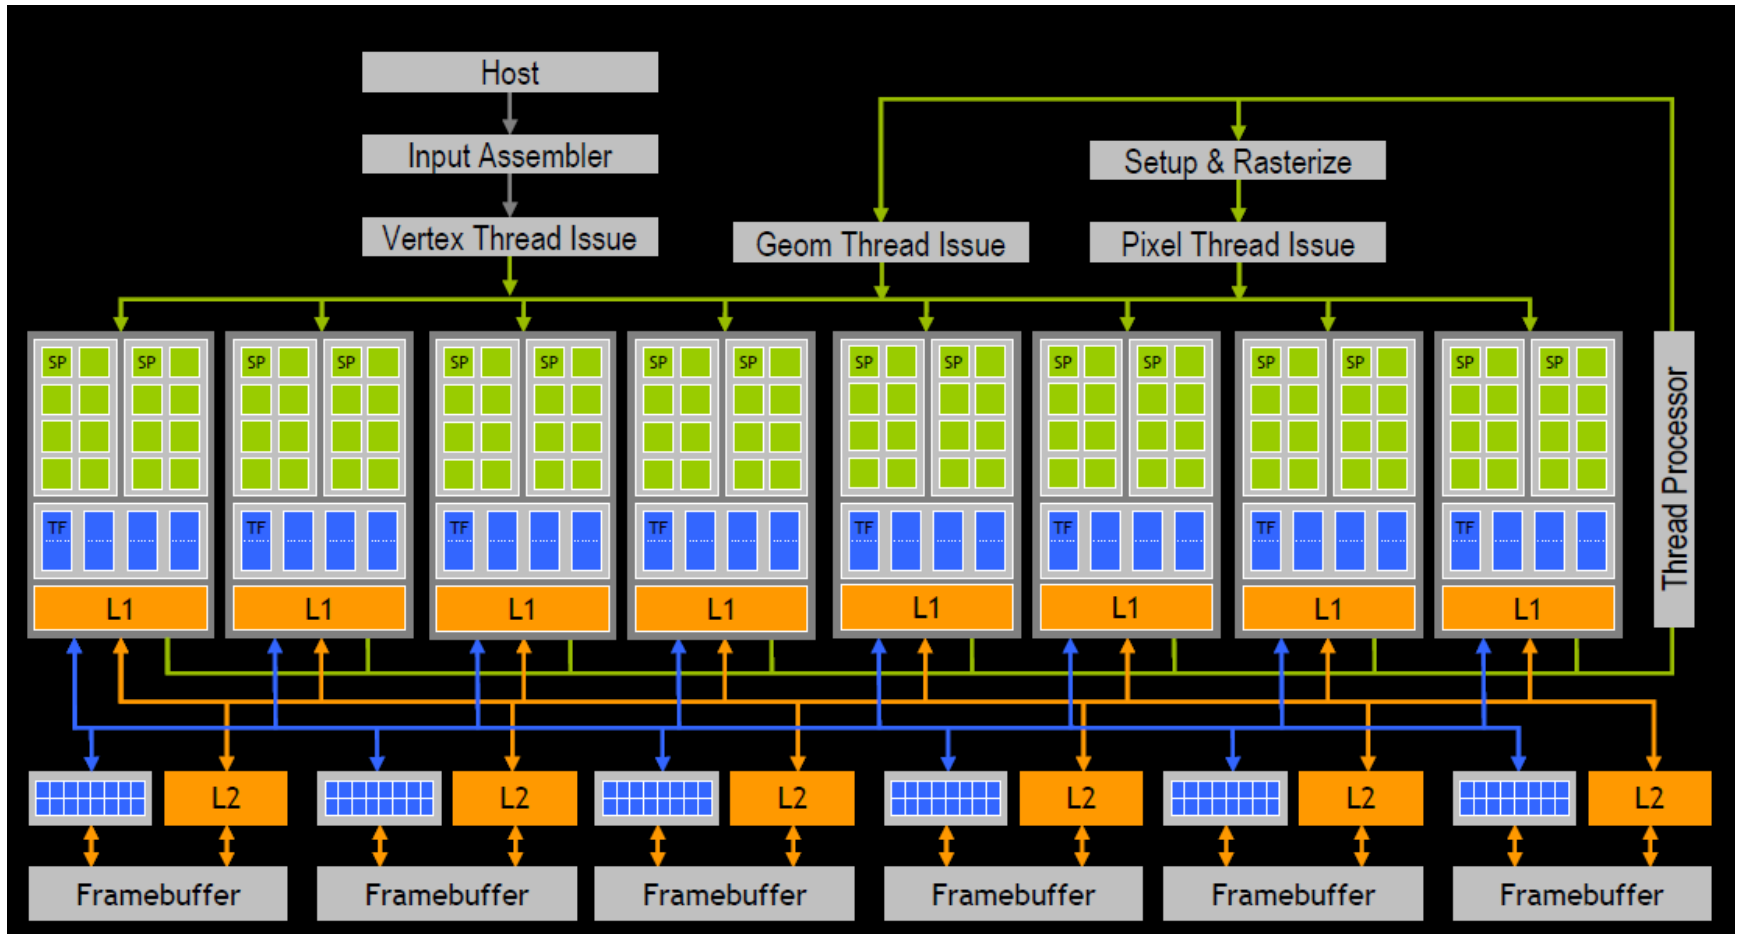 Host
Input Assembler
Setup & Rasterize
Vertex Thread Issue
Geom Thread Issue
Pixel Thread Issue
SP SP SP SP SP SP SP SP SP SP SP SP SP SP SP SP
TF TF TF TF TF TF TF TF
L1 L1 L1 L1 L1 L1 L1 L1
Thread Processor
L2 L2 L2 L2 L2 L2
Framebuffer Framebuffer Framebuffer Framebuffer Framebuffer Framebuffer